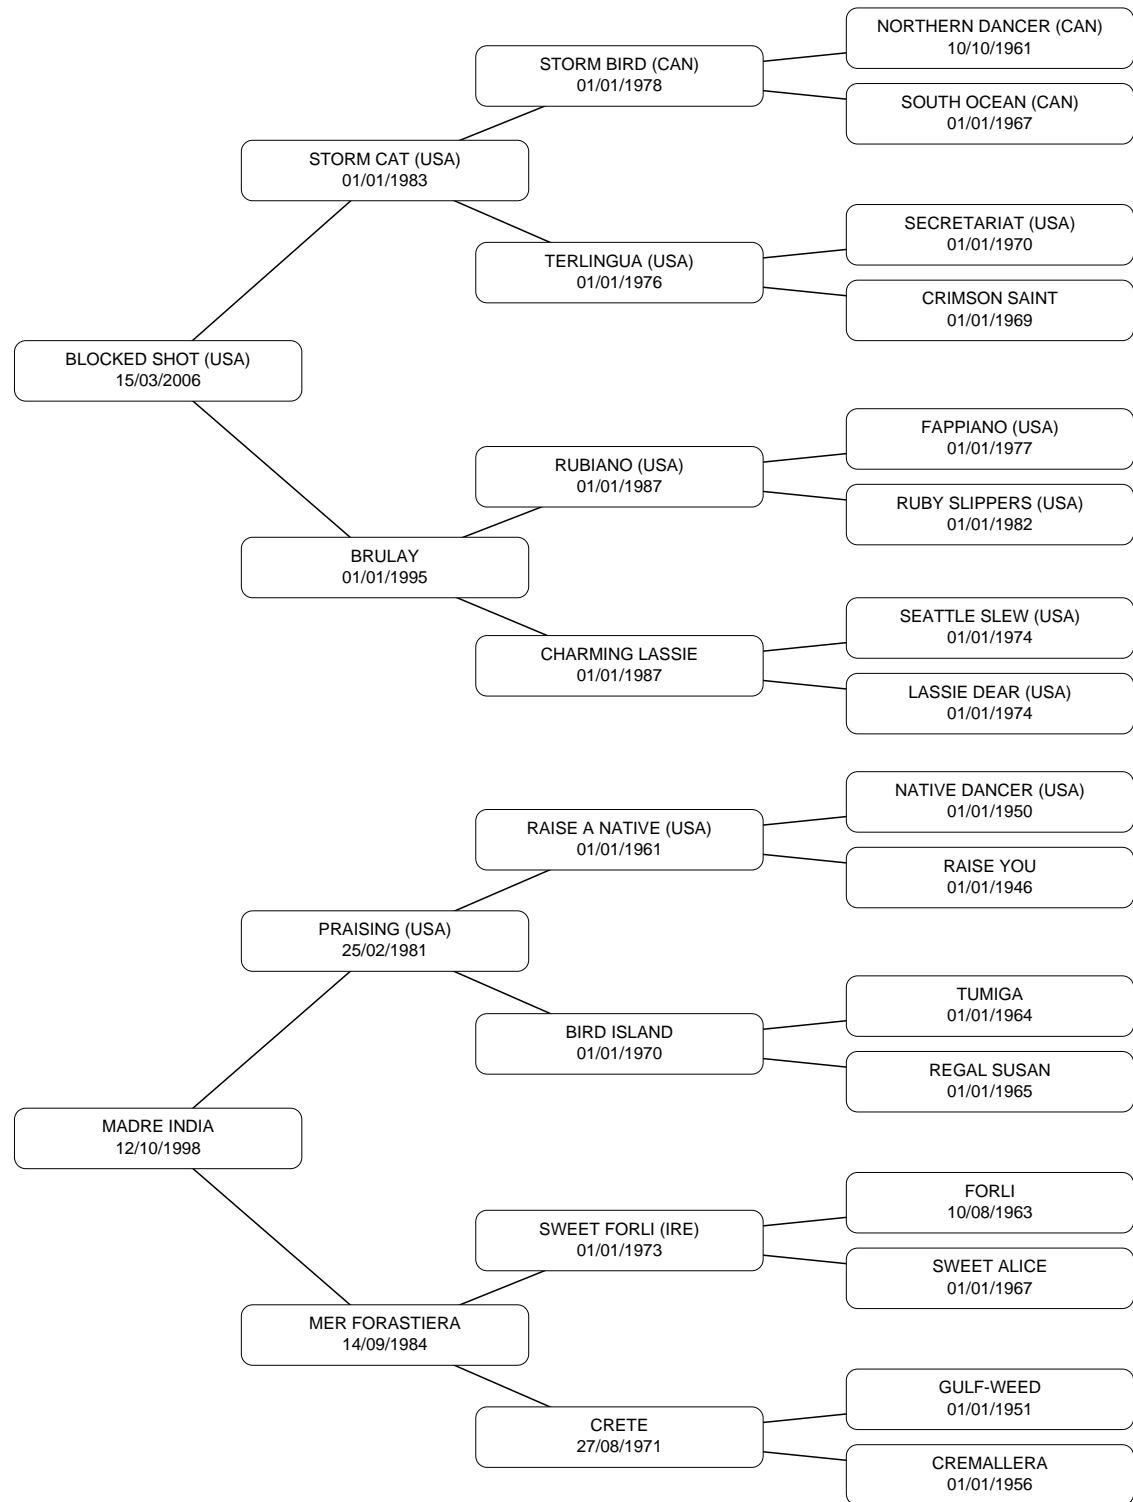 NORTHERN DANCER (CAN)
10/10/1961
STORM BIRD (CAN)
01/01/1978
SOUTH OCEAN (CAN)
01/01/1967
STORM CAT (USA)
01/01/1983
SECRETARIAT (USA)
01/01/1970
TERLINGUA (USA)
01/01/1976
CRIMSON SAINT
01/01/1969
BLOCKED SHOT (USA)
15/03/2006
FAPPIANO (USA)
01/01/1977
RUBIANO (USA)
01/01/1987
RUBY SLIPPERS (USA)
01/01/1982
BRULAY
01/01/1995
SEATTLE SLEW (USA)
01/01/1974
CHARMING LASSIE
01/01/1987
LASSIE DEAR (USA)
01/01/1974
NATIVE DANCER (USA)
01/01/1950
RAISE A NATIVE (USA)
01/01/1961
RAISE YOU
01/01/1946
PRAISING (USA)
25/02/1981
TUMIGA
01/01/1964
BIRD ISLAND
01/01/1970
REGAL SUSAN
01/01/1965
MADRE INDIA
12/10/1998
FORLI
10/08/1963
SWEET FORLI (IRE)
01/01/1973
SWEET ALICE
01/01/1967
MER FORASTIERA
14/09/1984
GULF-WEED
01/01/1951
CRETE
27/08/1971
CREMALLERA
01/01/1956